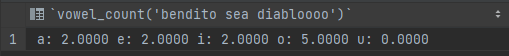 `vowel_count('bendito sea diabloooo')`
1 a: 2.0000 e: 2.0000 i: 2.0000 o: 5.0000 u: 0.0000